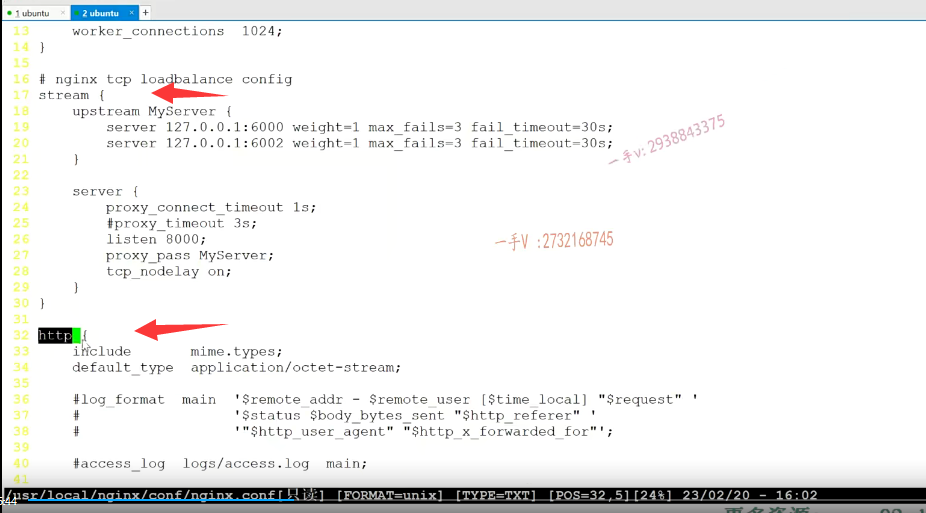 1 ubuntu × 2 ubuntu × +
13 worker_connections 1024;
14 }
15
16 # nginx tcp loadbalance config
17 stream {
18 upstream MyServer {
19 server 127.0.0.1:6000 weight=1 max_fails=3 fail_timeout=30s;
20 server 127.0.0.1:6002 weight=1 max_fails=3 fail_timeout=30s;
21 }
一手v: 2938843375
22
23 server {
24 proxy_connect_timeout 1s;
25 #proxy_timeout 3s;
26 listen 8000;
一手V :2732168745
27 proxy_pass MyServer;
28 tcp_nodelay on;
29 }
30 }
31
32 http {
33 include mime.types;
34 default_type application/octet-stream;
35
36 #log_format main '$remote_addr - $remote_user [$time_local] "$request" '
37 # '$status $body_bytes_sent "$http_referer" '
38 # '"$http_user_agent" "$http_x_forwarded_for"';
39
40 #access_log logs/access.log main;
41
/usr/local/nginx/conf/nginx.conf[只读] [FORMAT=unix] [TYPE=TXT] [POS=32,5][24%] 23/02/20 - 16:02